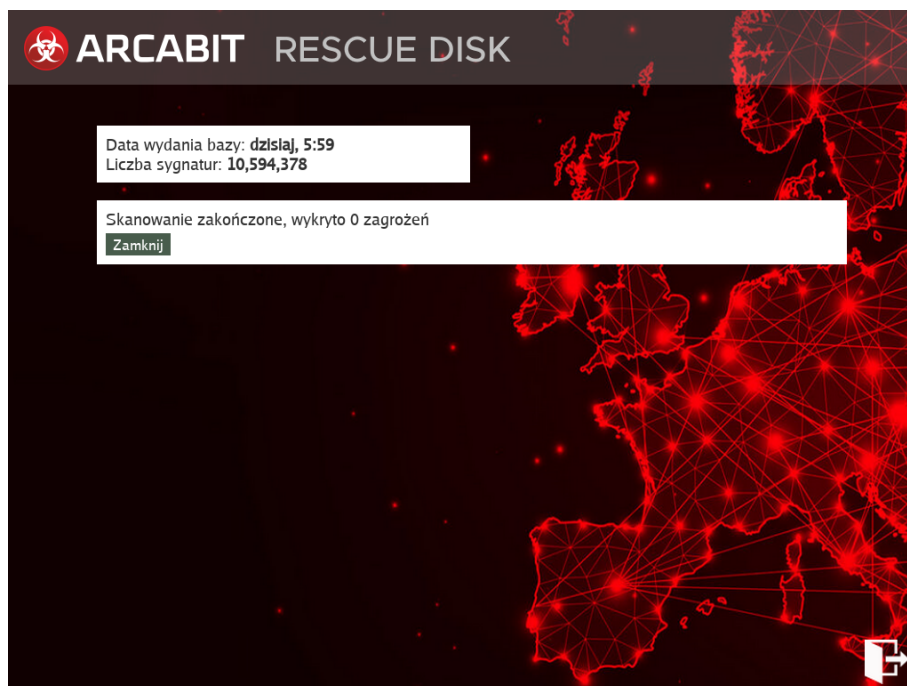 ARCABIT RESCUE DISK
Data wydania bazy: dzisiaj, 5:59
Liczba sygnatur: 10,594,378
Skanowanie zakończone, wykryto 0 zagrożeń
Zamknij